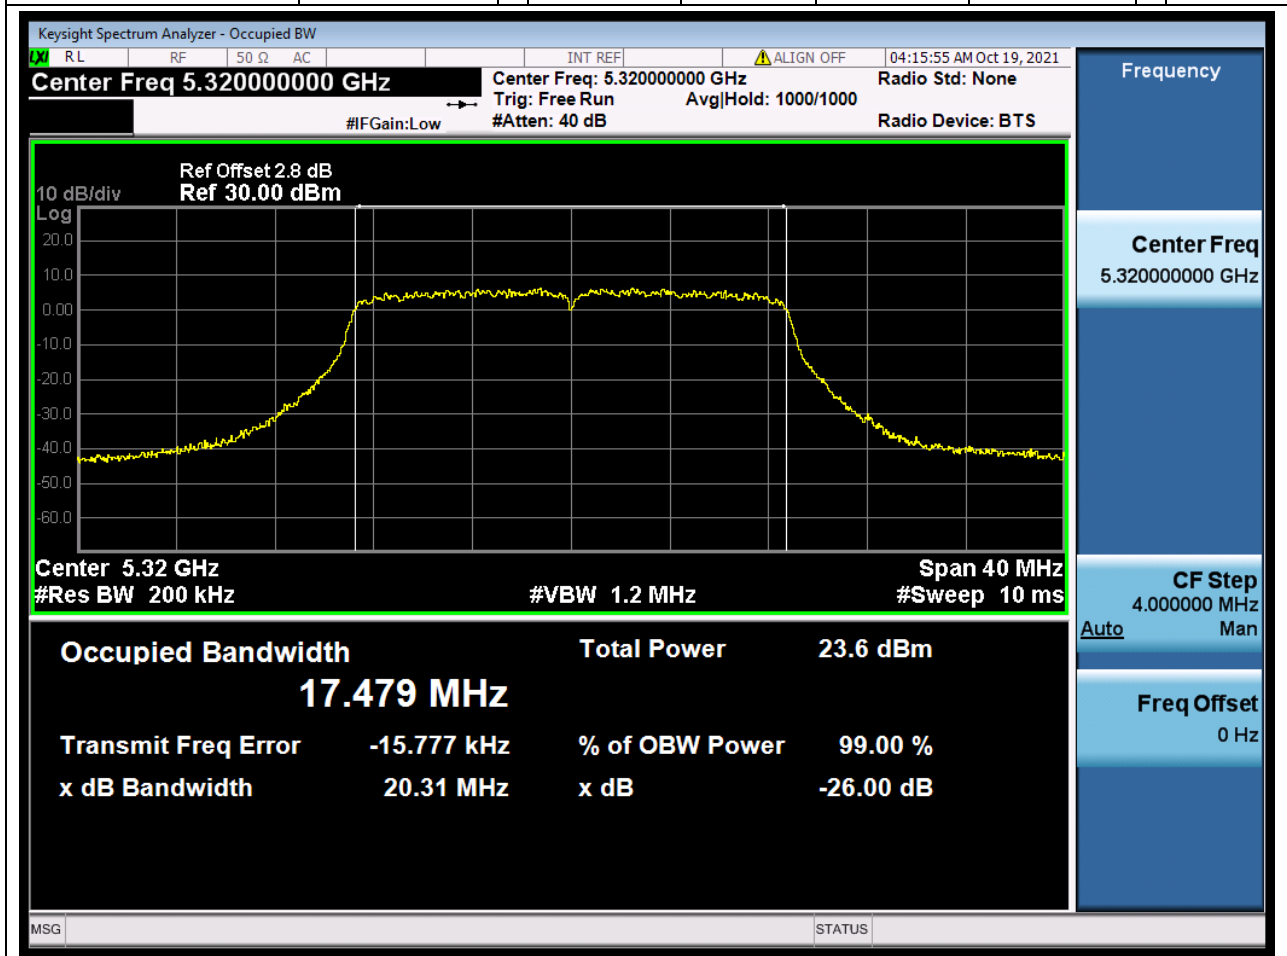 Keysight Spectrum Analyzer - Occupied BW
LXI RL RF 50 Ω AC INT REF ALIGN OFF 04:15:55 AM Oct 19, 2021
Center Freq 5.320000000 GHz
Center Freq: 5.320000000 GHz
Radio Std: None
Trig: Free Run Avg|Hold: 1000/1000
#IFGain:Low
#Atten: 40 dB
Radio Device: BTS
Frequency
Ref Offset 2.8 dB
10 dB/div Ref 30.00 dBm
Log
20.0
10.0
0.00
-10.0
-20.0
-30.0
-40.0
-50.0
-60.0
Center 5.32 GHz Span 40 MHz
#Res BW 200 kHz #VBW 1.2 MHz #Sweep 10 ms
Center Freq
5.320000000 GHz
CF Step
4.000000 MHz
Auto Man
Freq Offset
0 Hz
Occupied Bandwidth Total Power 23.6 dBm
17.479 MHz
Transmit Freq Error -15.777 kHz % of OBW Power 99.00 %
x dB Bandwidth 20.31 MHz x dB -26.00 dB
MSG STATUS